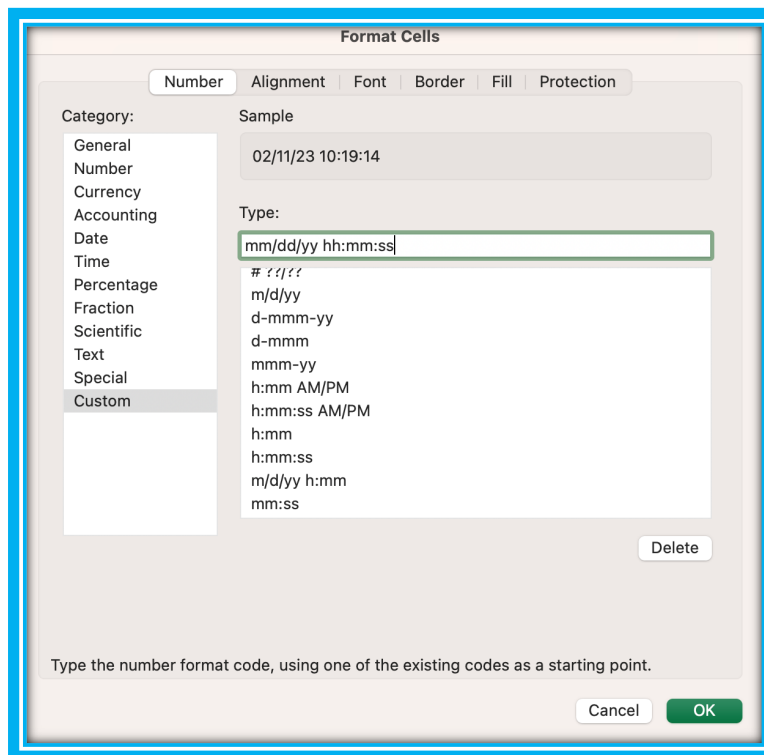 Format Cells
Number Alignment Font Border Fill Protection
Category:
General
Number
Currency
Accounting
Date
Time
Percentage
Fraction
Scientific
Text
Special
Custom
Sample
02/11/23 10:19:14
Type:
mm/dd/yy hh:mm:ss
# ??/??
m/d/yy
d-mmm-yy
d-mmm
mmm-yy
h:mm AM/PM
h:mm:ss AM/PM
h:mm
h:mm:ss
m/d/yy h:mm
mm:ss
Delete
Type the number format code, using one of the existing codes as a starting point.
Cancel OK